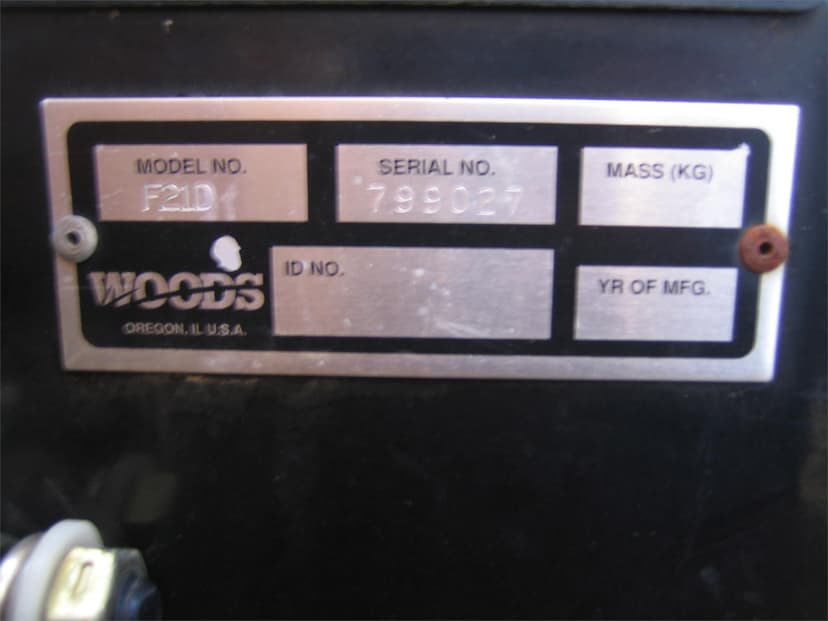 MODEL NO.
F21D
SERIAL NO.
799027
MASS (KG)
WOODS
OREGON, IL U.S.A.
ID NO.
YR OF MFG.